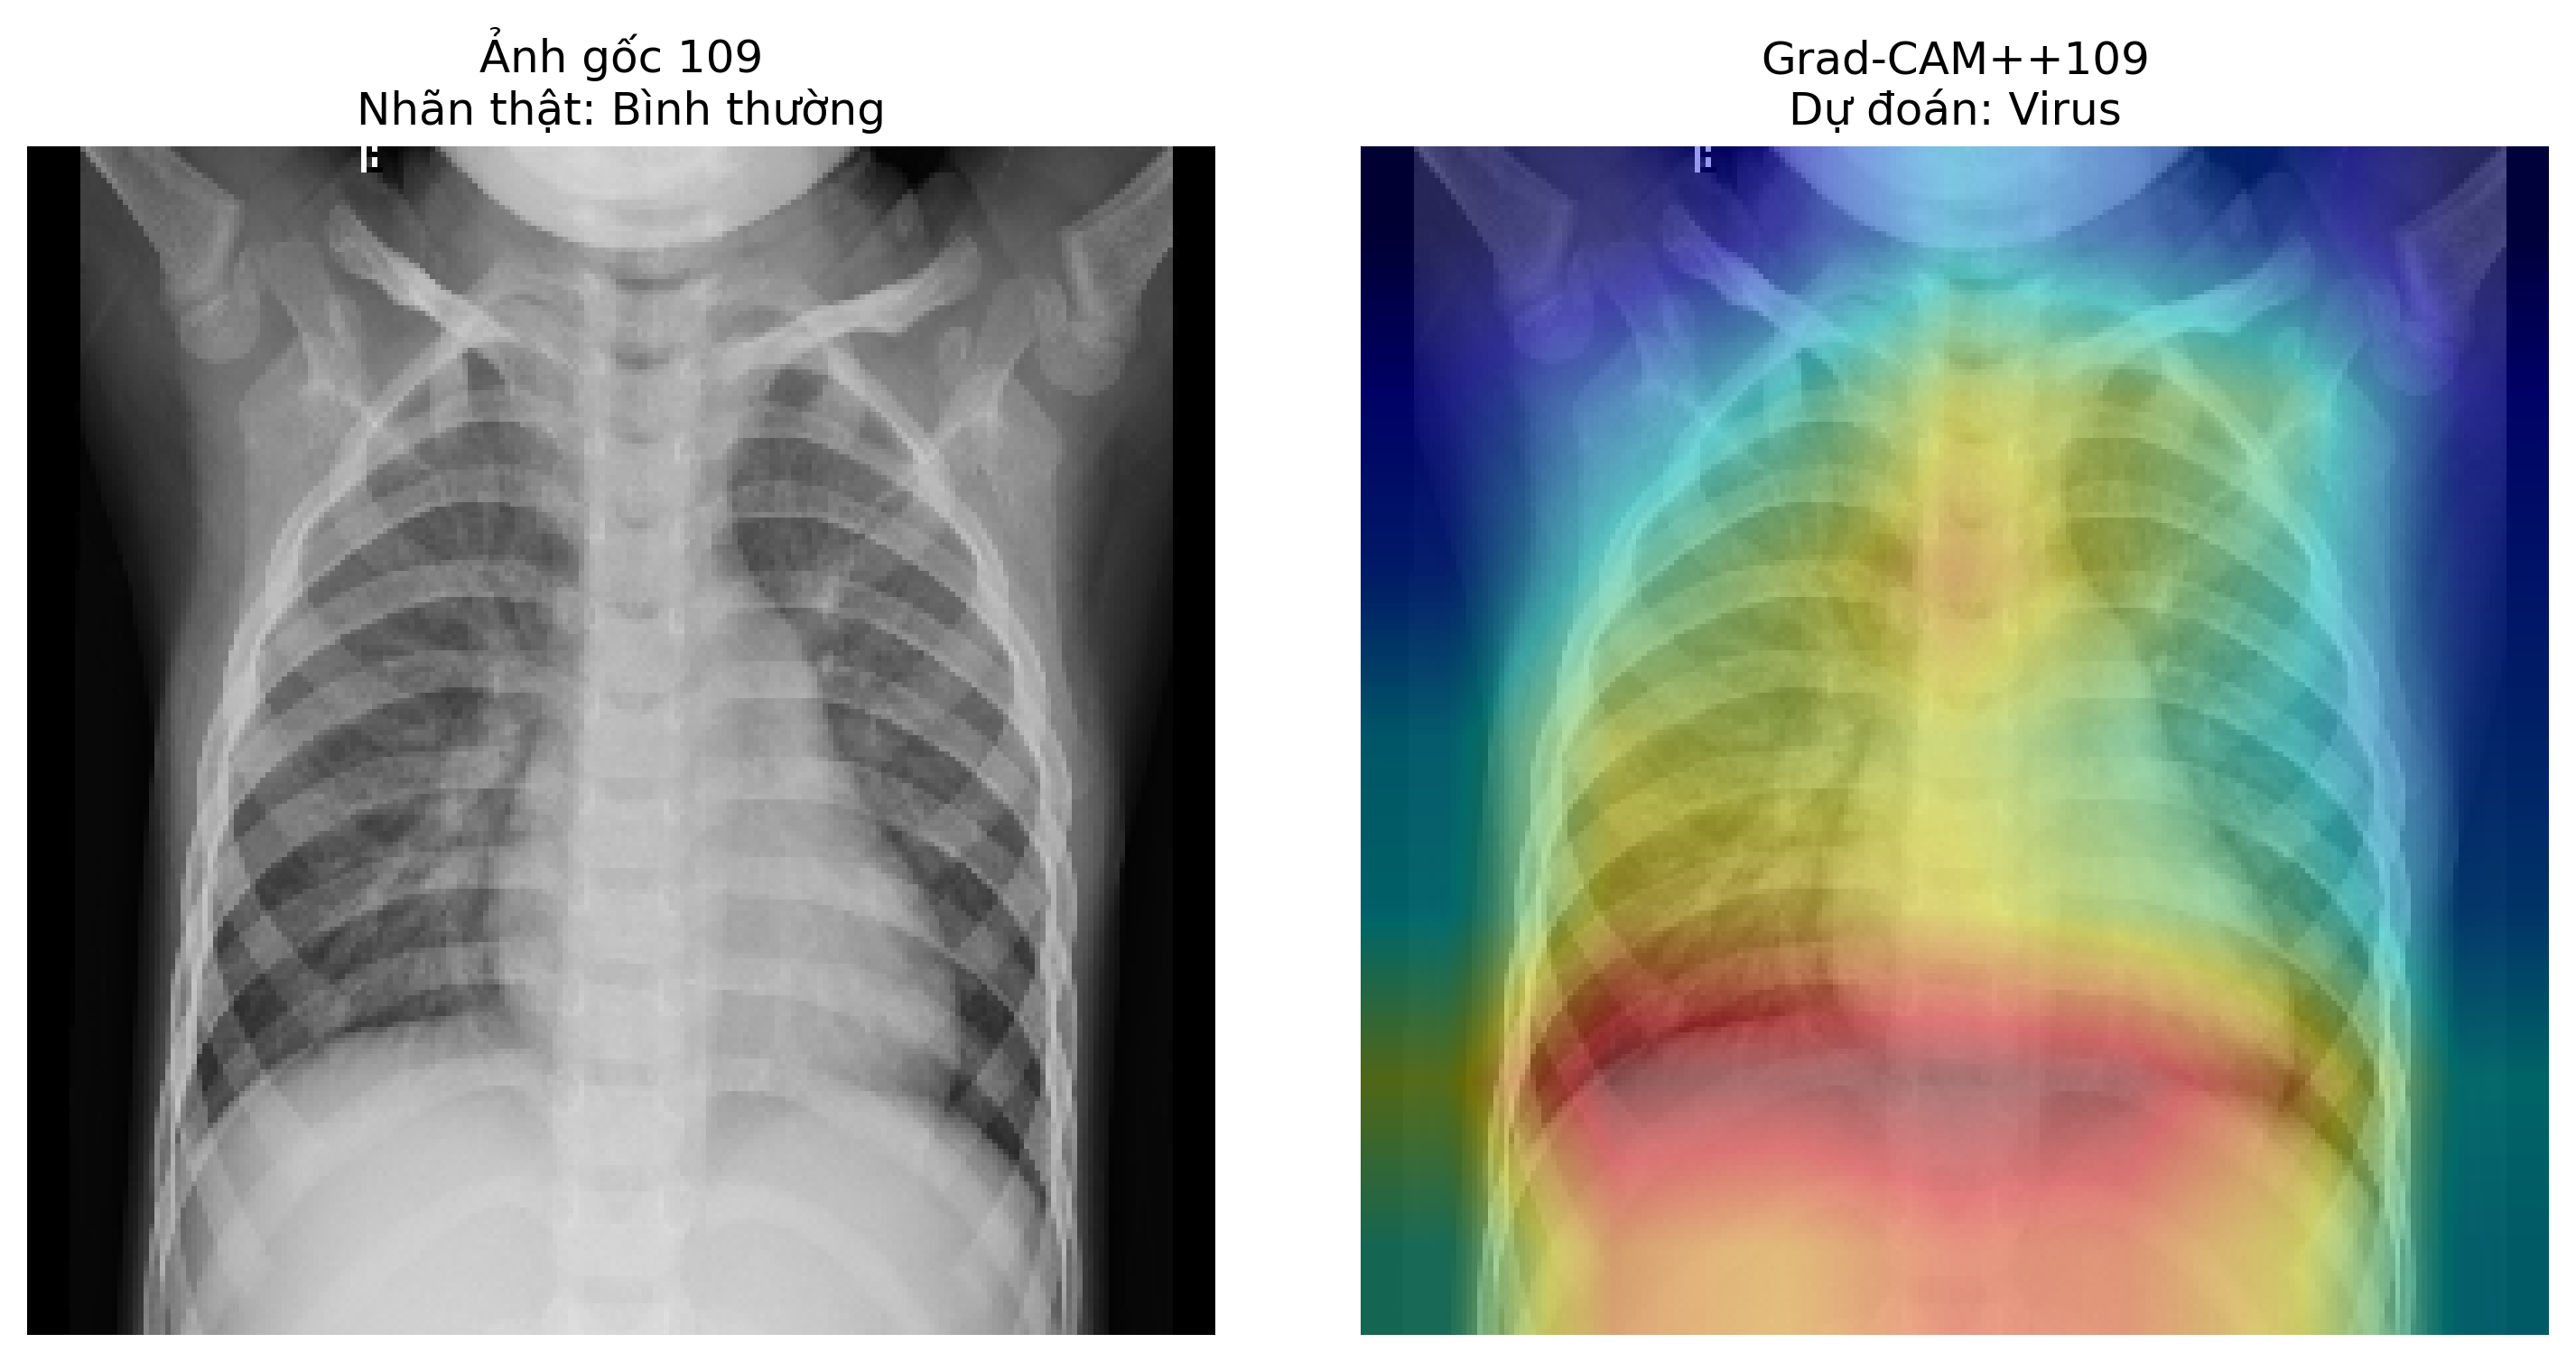 Ảnh gốc 109
Nhãn thật: Bình thường
Grad-CAM++109
Dự đoán: Virus